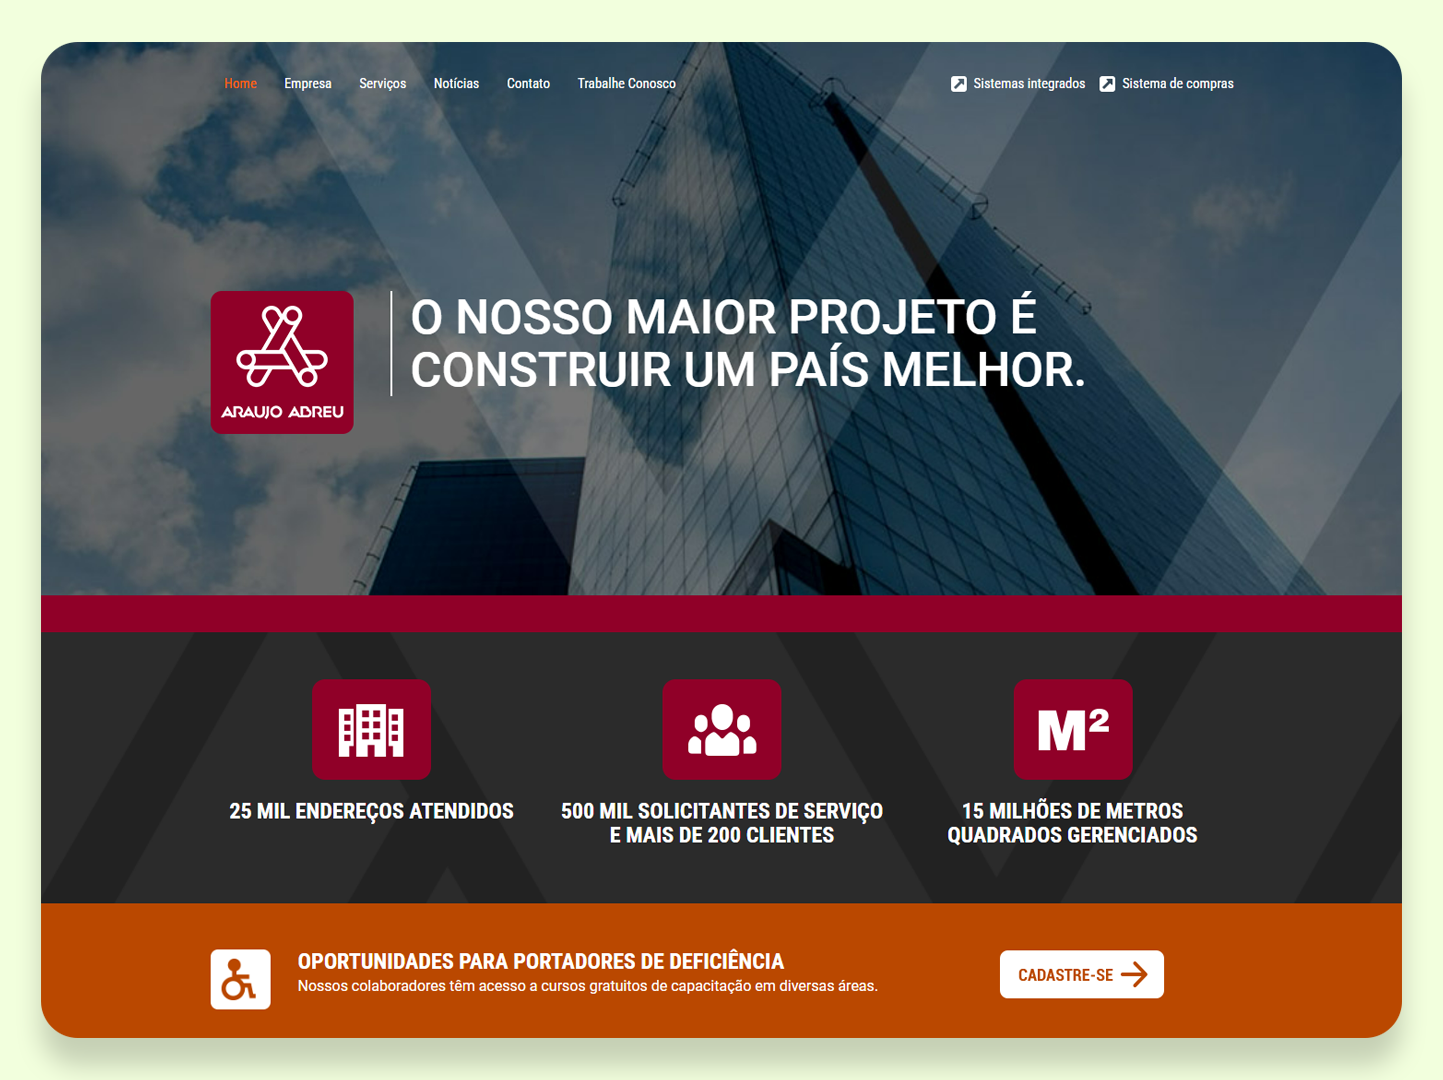 Home Empresa Serviços Notícias Contato Trabalhe Conosco Sistemas integrados Sistema de compras
ARAUJO ABREU
O NOSSO MAIOR PROJETO É
CONSTRUIR UM PAÍS MELHOR.
M²
25 MIL ENDEREÇOS ATENDIDOS
500 MIL SOLICITANTES DE SERVIÇO
E MAIS DE 200 CLIENTES
15 MILHÕES DE METROS
QUADRADOS GERENCIADOS
OPORTUNIDADES PARA PORTADORES DE DEFICIÊNCIA
Nossos colaboradores têm acesso a cursos gratuitos de capacitação em diversas áreas.
CADASTRE-SE